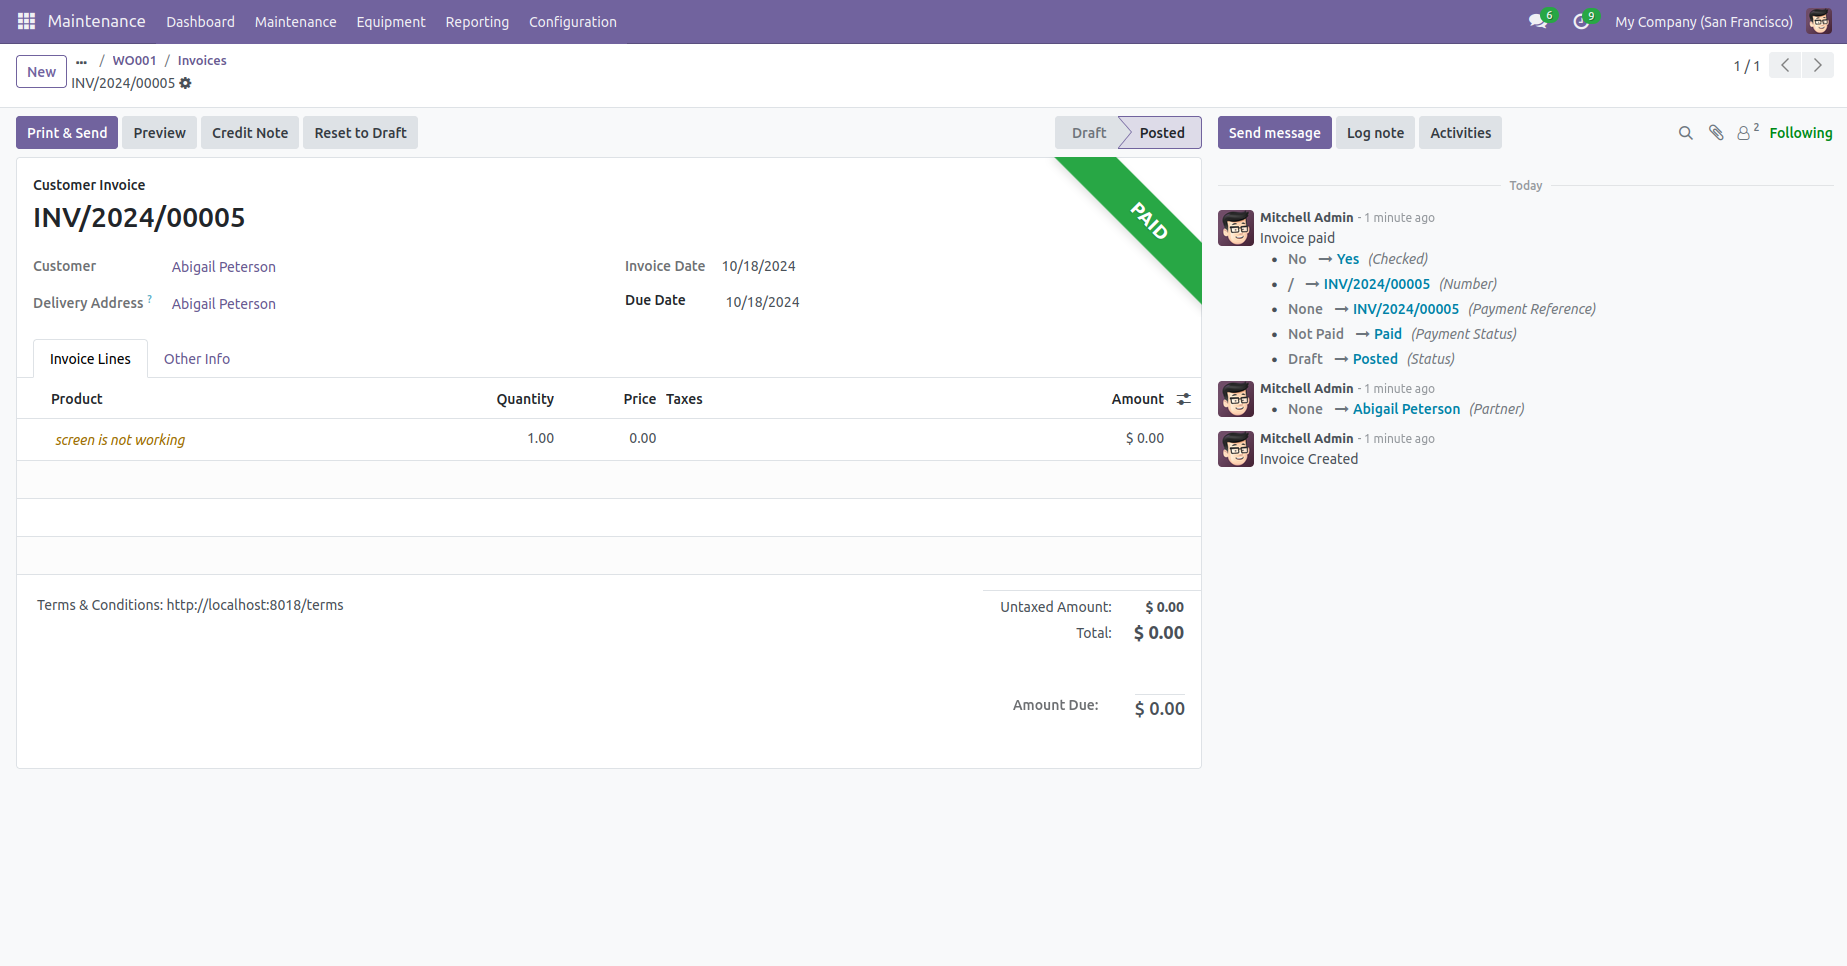 Maintenance Dashboard Maintenance Equipment Reporting Configuration 6 9 My Company (San Francisco)
New ... / WO001 / Invoices
INV/2024/00005
1 / 1
Print & Send Preview Credit Note Reset to Draft Draft Posted
Customer Invoice
INV/2024/00005
PAID
Customer Abigail Peterson Invoice Date 10/18/2024
Delivery Address ? Abigail Peterson Due Date 10/18/2024
Invoice Lines Other Info
Product Quantity Price Taxes Amount
screen is not working 1.00 0.00 $ 0.00
Terms & Conditions: http://localhost:8018/terms
Untaxed Amount: $ 0.00
Total: $ 0.00
Amount Due: $ 0.00
Send message Log note Activities 2 Following
Today
Mitchell Admin - 1 minute ago
Invoice paid
• No → Yes (Checked)
• / → INV/2024/00005 (Number)
• None → INV/2024/00005 (Payment Reference)
• Not Paid → Paid (Payment Status)
• Draft → Posted (Status)
Mitchell Admin - 1 minute ago
• None → Abigail Peterson (Partner)
Mitchell Admin - 1 minute ago
Invoice Created